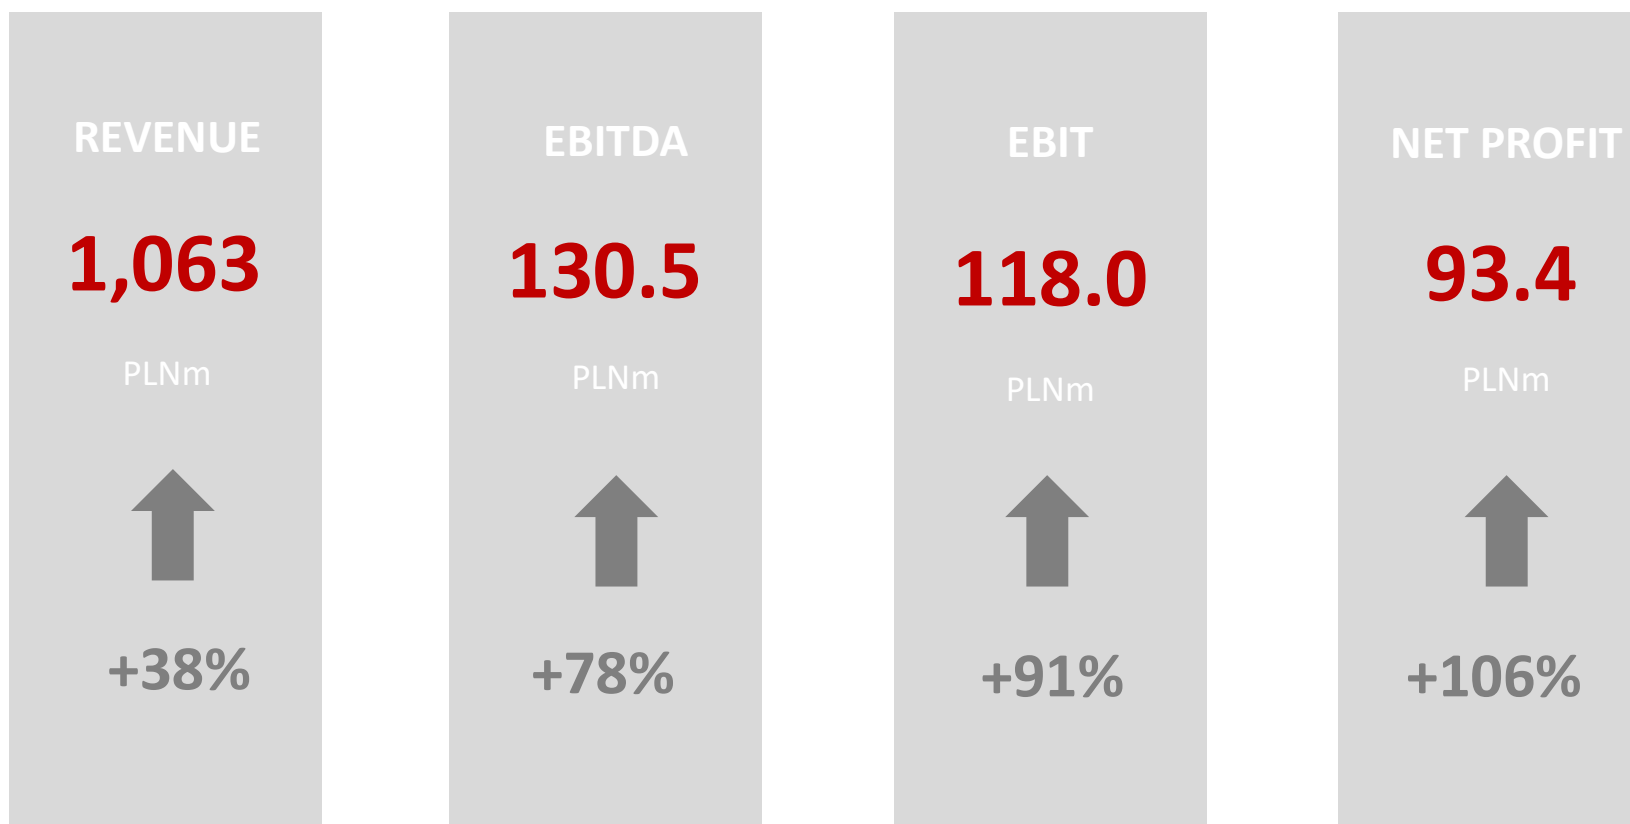 REVENUE
1,063
PLNm
+38%
EBITDA
130.5
PLNm
+78%
EBIT
118.0
PLNm
+91%
NET PROFIT
93.4
PLNm
+106%